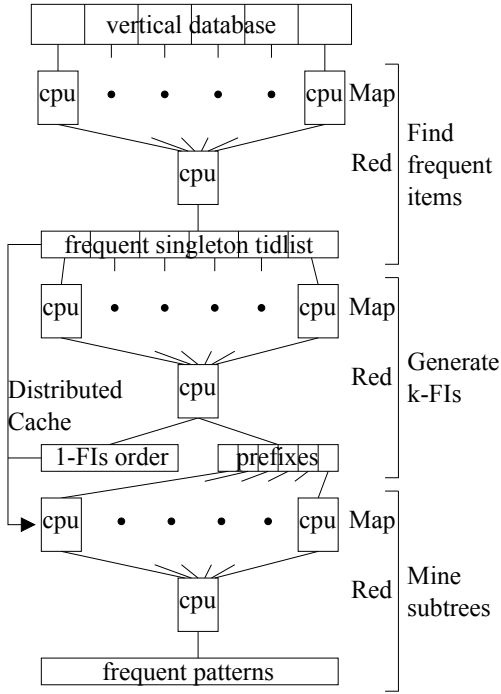 vertical database
cpu
cpu
Map
Find
frequent
items
Red
cpu
frequent singleton tidlist
cpu
cpu
Map
Generate
k-FIs
Red
cpu
Distributed
Cache
1-FIs order
prefixes
cpu
cpu
Map
Mine
subtrees
Red
cpu
frequent patterns